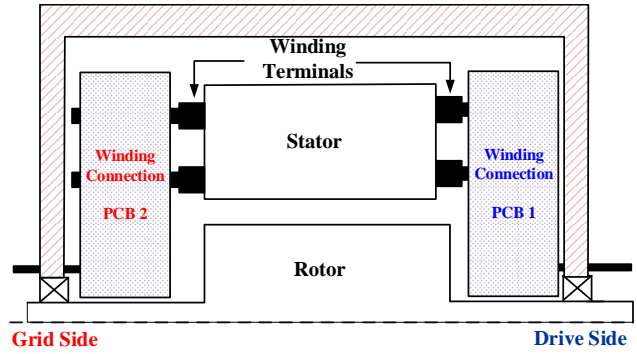 Winding
Terminals
Stator
Winding
Connection
PCB 2
Winding
Connection
PCB 1
Rotor
Grid Side
Drive Side